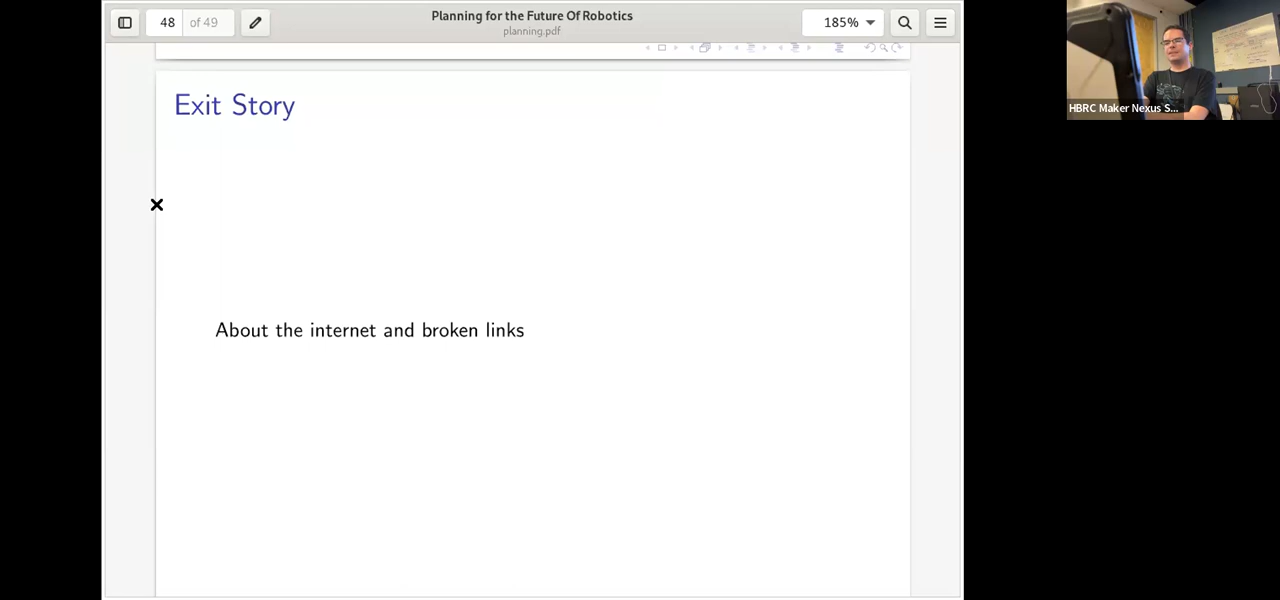 48 of 49
Planning for the Future Of Robotics
planning.pdf
185%
Exit Story
About the internet and broken links
HBRC Maker Nexus S...